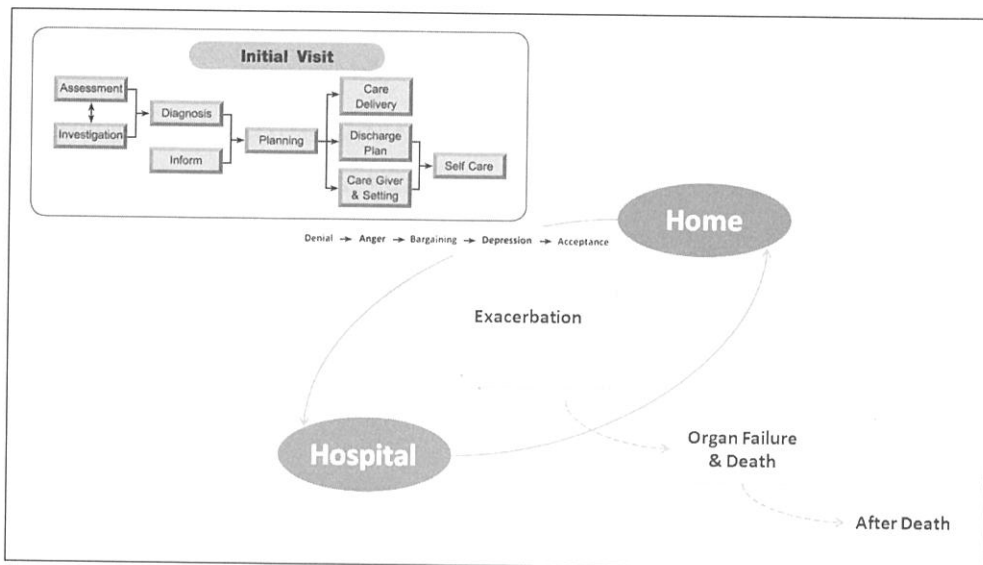 Initial Visit
Assessment
Investigation
Diagnosis
Inform
Planning
Care
Delivery
Discharge
Plan
Care Giver
& Setting
Self Care
Home
Denial → Anger → Bargaining → Depression → Acceptance
Exacerbation
Hospital
Organ Failure
& Death
After Death